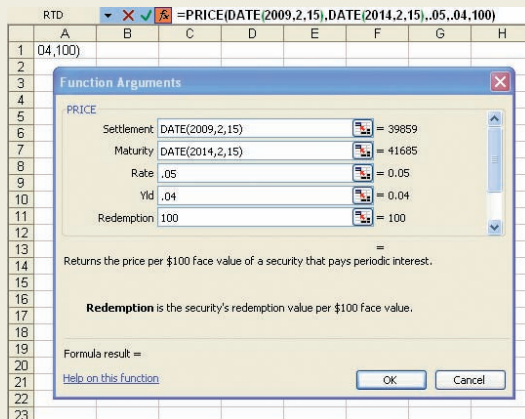 RTD =PRICE(DATE(2009,2,15),DATE(2014,2,15),.05,.04,100)
A B C D E F G H
1 04,100)
2
3
4
5
6
7
8
9
10
11
12
13
14
15
16
17
18
19
20
21
22
23
Function Arguments
PRICE
Settlement DATE(2009,2,15) = 39859
Maturity DATE(2014,2,15) = 41685
Rate .05 = 0.05
Yld .04 = 0.04
Redemption 100 = 100
=
Returns the price per $100 face value of a security that pays periodic interest.
Redemption is the security's redemption value per $100 face value.
Formula result =
Help on this function OK Cancel